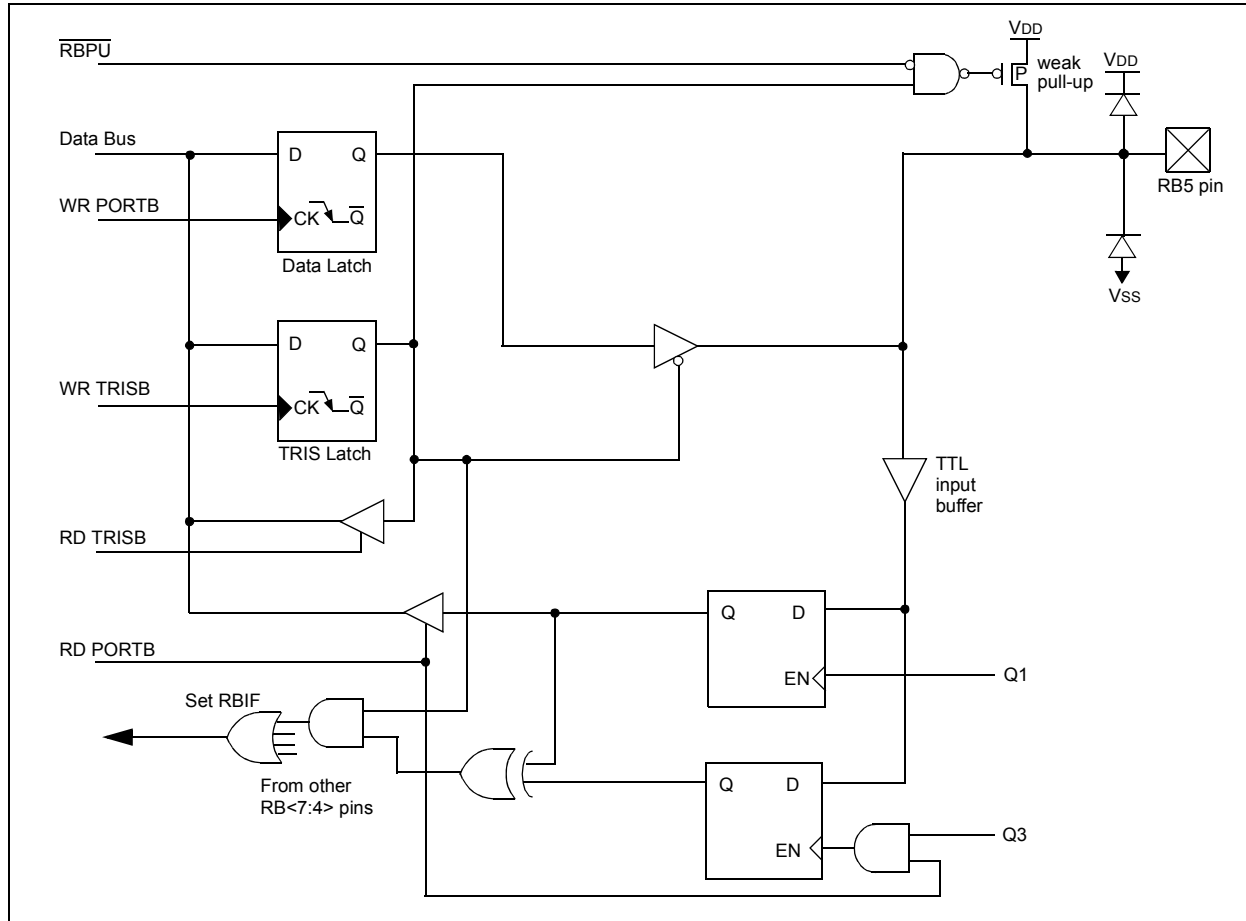 R̅B̅P̅U̅
VDD
P
weak
pull-up
VDD
Data Bus
D Q
RB5 pin
WR PORTB
CK Q̅
Data Latch
VSS
D Q
WR TRISB
CK Q̅
TRIS Latch
TTL
input
buffer
RD TRISB
Q D
RD PORTB
EN
Q1
Set RBIF
From other
RB<7:4> pins
Q D
EN
Q3